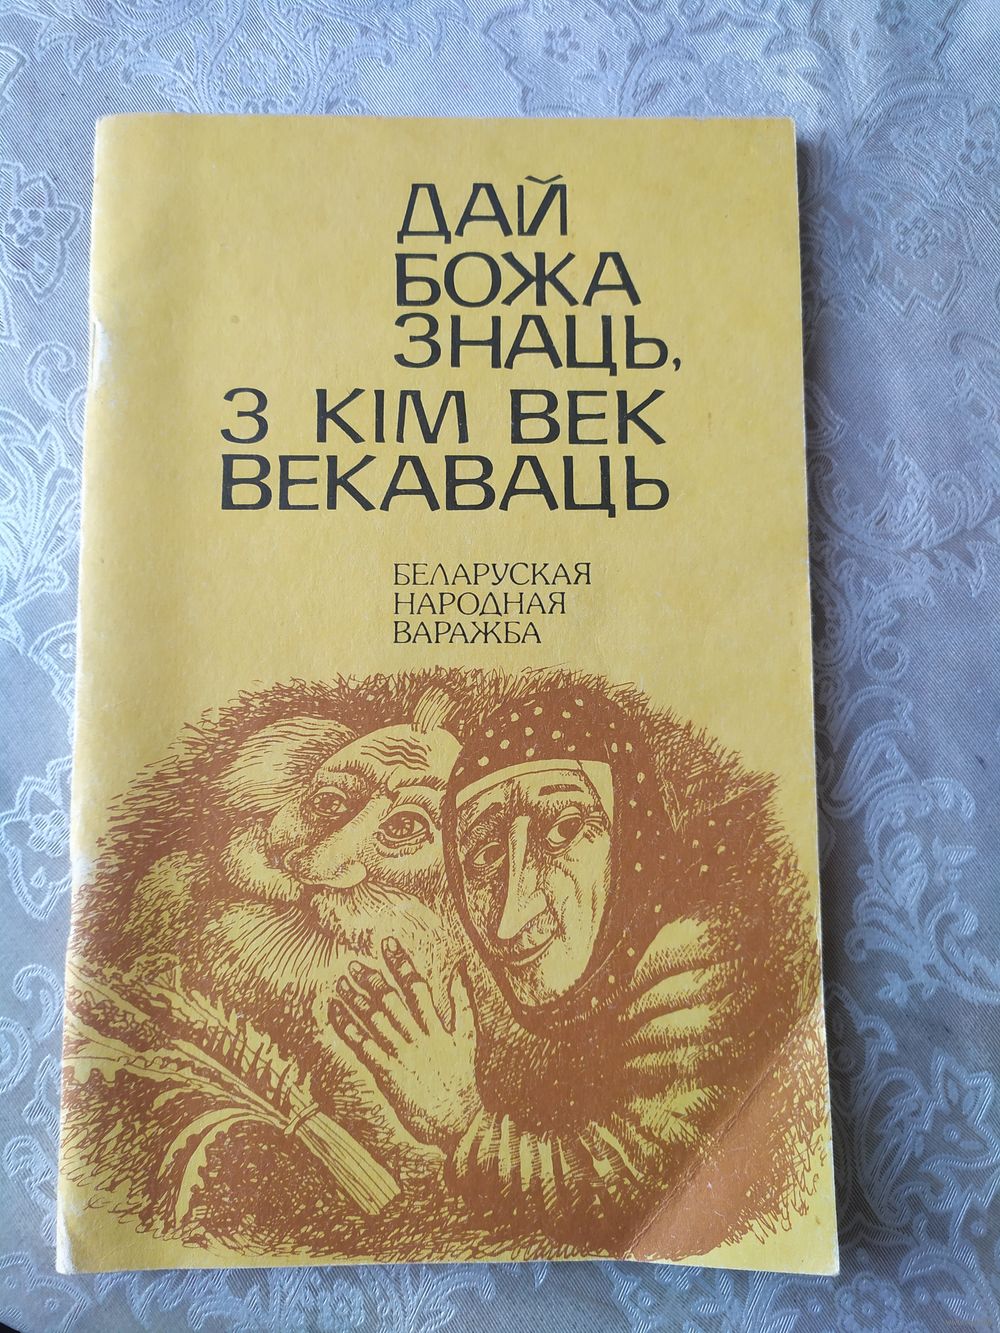 ДАЙ
БОЖА
ЗНАЦЬ,
З КІМ ВЕК
ВЕКАВАЦЬ
БЕЛАРУСКАЯ
НАРОДНАЯ
ВАРАЖБА